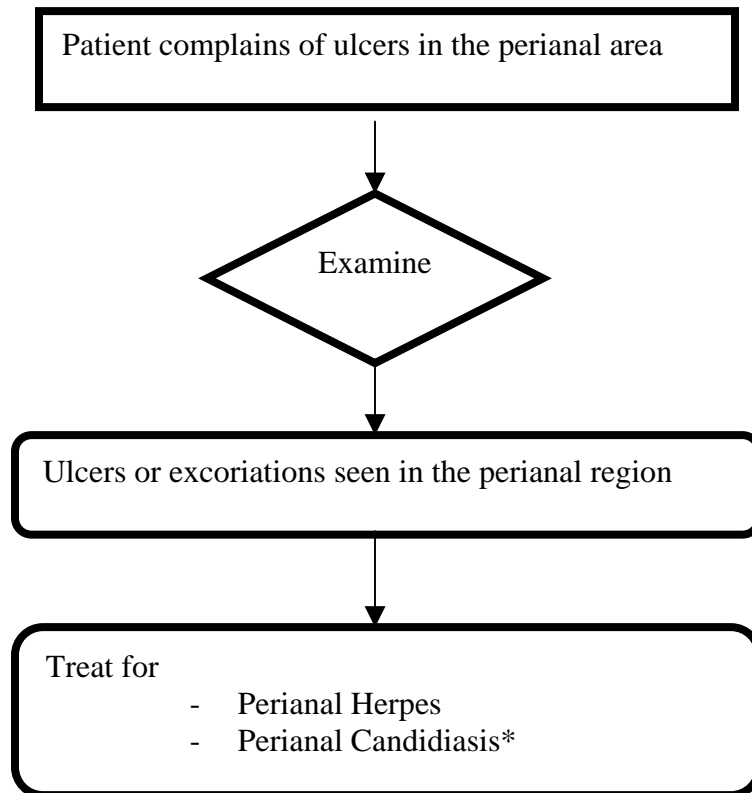 Patient complains of ulcers in the perianal area
Examine
Ulcers or excoriations seen in the perianal region
Treat for
- Perianal Herpes
- Perianal Candidiasis*